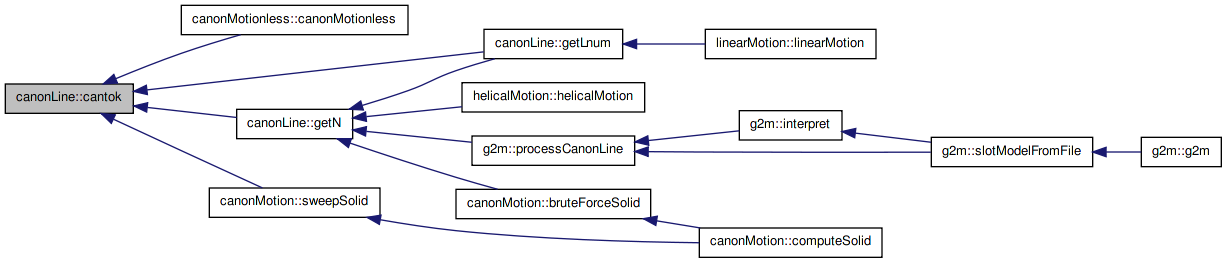 canonMotionless::canonMotionless
canonLine::getLnum
linearMotion::linearMotion
canonLine::cantok
helicalMotion::helicalMotion
canonLine::getN
g2m::interpret
g2m::processCanonLine
g2m::slotModelFromFile
g2m::g2m
canonMotion::sweepSolid
canonMotion::bruteForceSolid
canonMotion::computeSolid